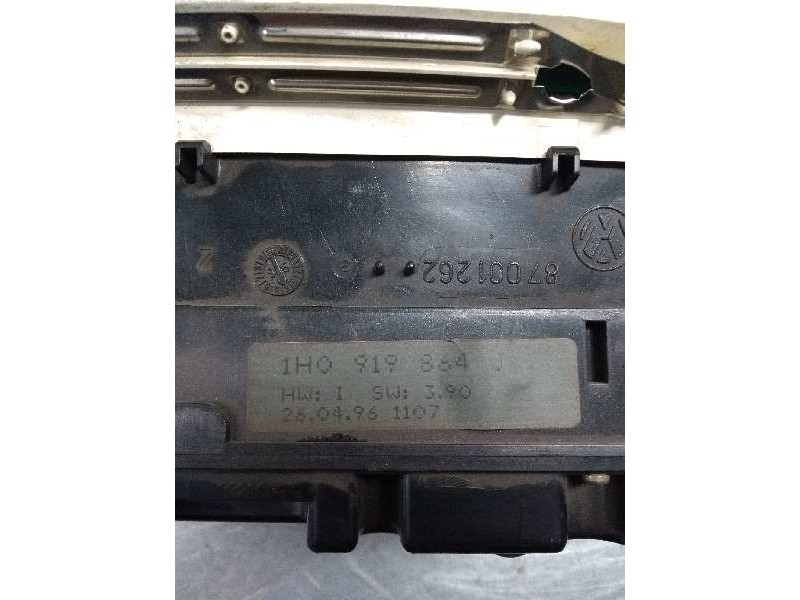 87001262
1H0 919 864 J
HW: I SW: 3.90
26.04.96 1107